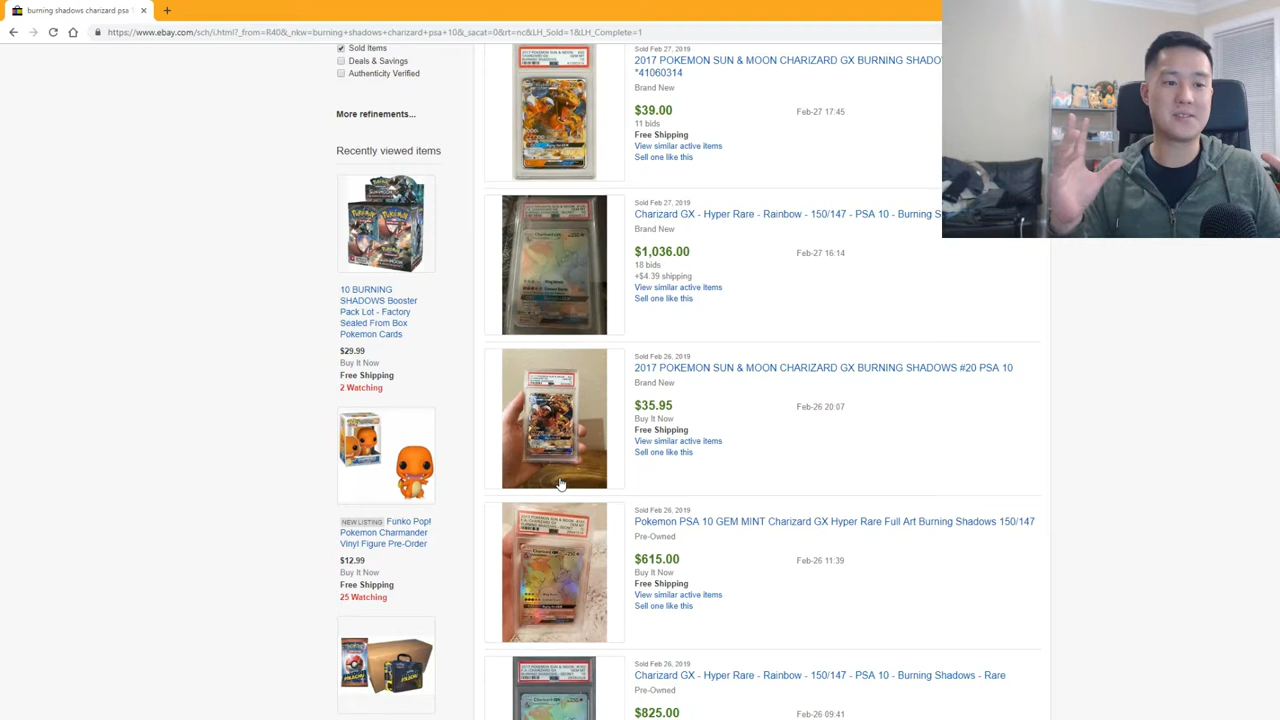 burning shadows charizard psa 1
https://www.ebay.com/sch/i.html?_from=R40&_nkw=burning+shadows+charizard+psa+10&_sacat=0&rt=nc&LH_Sold=1&LH_Complete=1
Sold Items
Deals & Savings
Authenticity Verified
More refinements...
Recently viewed items
10 BURNING
SHADOWS Booster
Pack Lot - Factory
Sealed From Box
Pokemon Cards
$29.99
Buy It Now
Free Shipping
2 Watching
NEW LISTING Funko Pop!
Pokemon Charmander
Vinyl Figure Pre-Order
$12.99
Buy It Now
Free Shipping
25 Watching
Sold Feb 27, 2019
2017 POKEMON SUN & MOON CHARIZARD GX BURNING SHADO
*41060314
Brand New
$39.00
Feb-27 17:45
11 bids
Free Shipping
View similar active items
Sell one like this
Sold Feb 27, 2019
Charizard GX - Hyper Rare - Rainbow - 150/147 - PSA 10 - Burning S
Brand New
$1,036.00
Feb-27 16:14
18 bids
+$4.39 shipping
View similar active items
Sell one like this
Sold Feb 26, 2019
2017 POKEMON SUN & MOON CHARIZARD GX BURNING SHADOWS #20 PSA 10
Brand New
$35.95
Feb-26 20:07
Buy It Now
Free Shipping
View similar active items
Sell one like this
Sold Feb 26, 2019
Pokemon PSA 10 GEM MINT Charizard GX Hyper Rare Full Art Burning Shadows 150/147
Pre-Owned
$615.00
Feb-26 11:39
Buy It Now
Free Shipping
View similar active items
Sell one like this
Sold Feb 26, 2019
Charizard GX - Hyper Rare - Rainbow - 150/147 - PSA 10 - Burning Shadows - Rare
Pre-Owned
$825.00
Feb-26 09:41